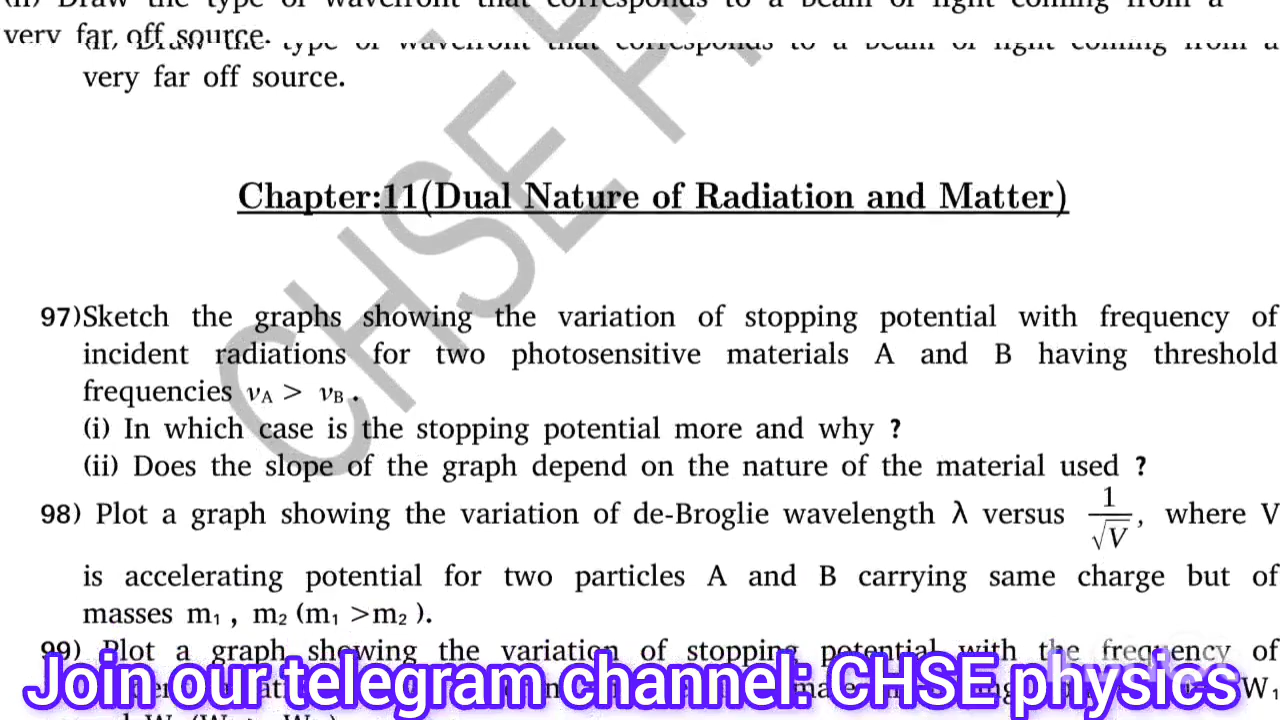 very far off source.
very far off source.
Chapter:11(Dual Nature of Radiation and Matter)
97)Sketch the graphs showing the variation of stopping potential with frequency of
incident radiations for two photosensitive materials A and B having threshold
frequencies νA > νB.
(i) In which case is the stopping potential more and why ?
(ii) Does the slope of the graph depend on the nature of the material used ?
98) Plot a graph showing the variation of de-Broglie wavelength λ versus 1/√V, where V
is accelerating potential for two particles A and B carrying same charge but of
masses m₁ , m₂ (m₁ >m₂ ).
99) Plot a graph showing the variation of stopping potential with the frequency of
Join our telegram channel: CHSE physics
W₁
CHSE